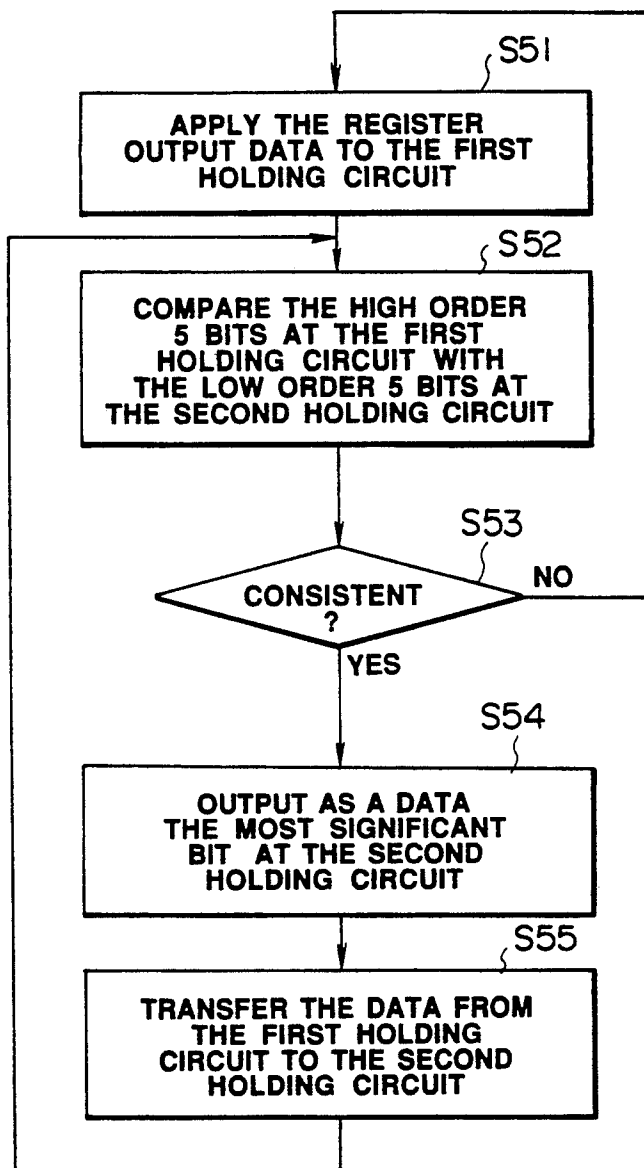 S51
APPLY THE REGISTER
OUTPUT DATA TO THE FIRST
HOLDING CIRCUIT
S52
COMPARE THE HIGH ORDER
5 BITS AT THE FIRST
HOLDING CIRCUIT WITH
THE LOW ORDER 5 BITS AT
THE SECOND HOLDING CIRCUIT
S53
CONSISTENT
?
NO
YES
S54
OUTPUT AS A DATA
THE MOST SIGNIFICANT
BIT AT THE SECOND
HOLDING CIRCUIT
S55
TRANSFER THE DATA FROM
THE FIRST HOLDING
CIRCUIT TO THE SECOND
HOLDING CIRCUIT